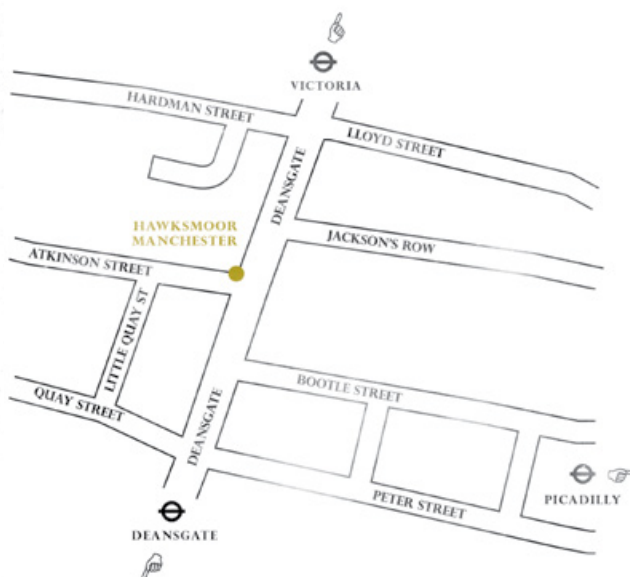 VICTORIA
HARDMAN STREET
LLOYD STREET
DEANSGATE
HAWKSMOOR
MANCHESTER
JACKSON'S ROW
ATKINSON STREET
LITTLE QUAY ST
BOOTLE STREET
QUAY STREET
DEANSGATE
PETER STREET
PICADILLY
DEANSGATE